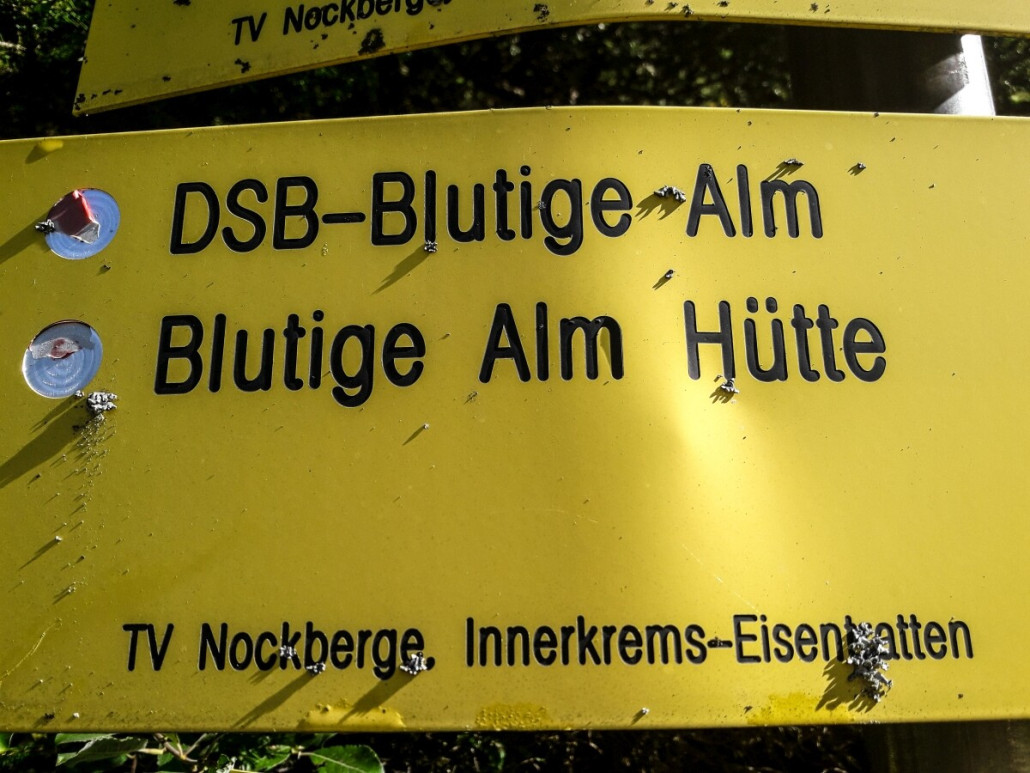 TV Nockberge,
DSB-Blutige Alm
Blutige Alm Hütte
TV Nockberge, Innerkrems-Eisentratten